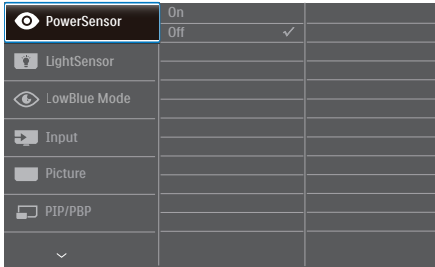 PowerSensor
On
Off
LightSensor
LowBlue Mode
Input
Picture
PIP/PBP